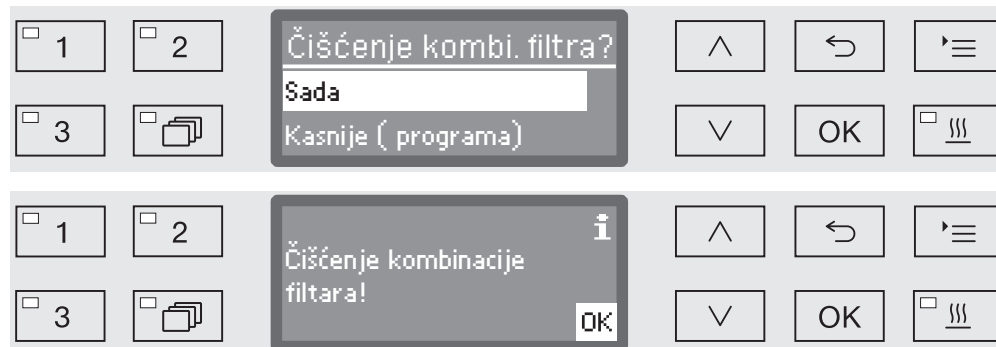 1 2
Čišćenje kombi. filtra?
Sada
3
Kasnije ( programa)
OK
1 2
Čišćenje kombinacije
filtara!
3
OK
OK